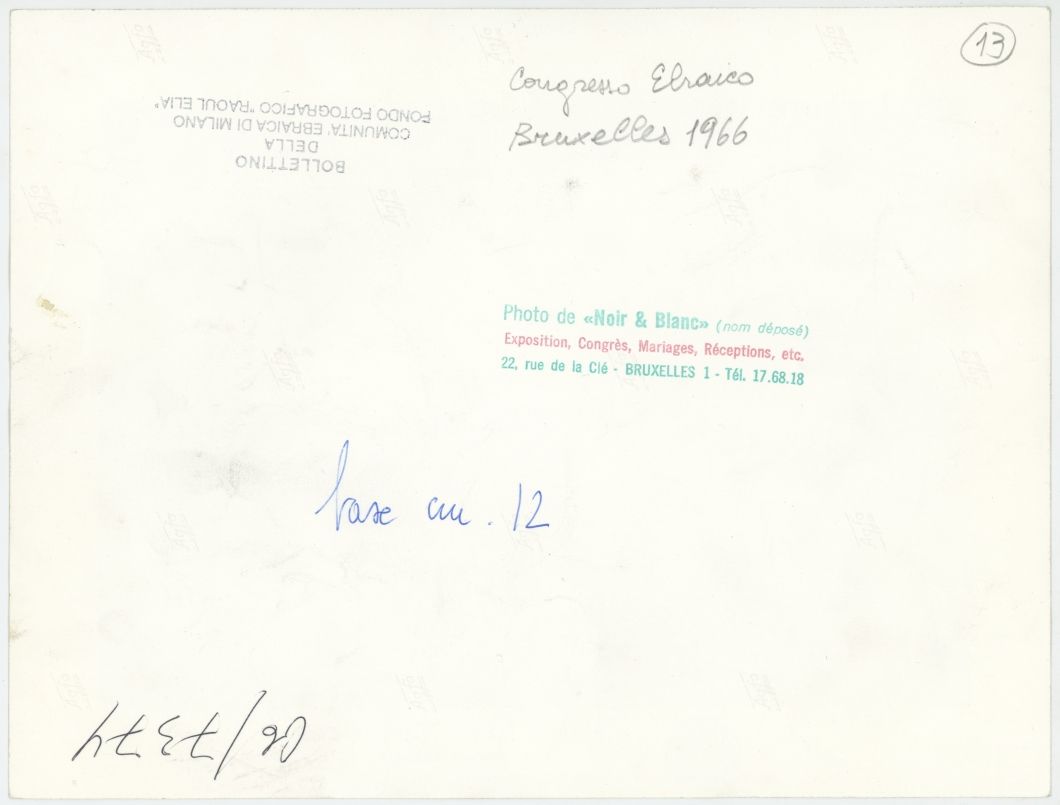 13
Congresso Ebraico
Bruxelles 1966
BOLLETTINO
DELLA
COMUNITA' EBRAICA DI MILANO
FONDO FOTOGRAFICO "RAOUL ELIA"
Photo de «Noir & Blanc» (nom déposé)
Exposition, Congrès, Mariages, Réceptions, etc.
22, rue de la Clé - BRUXELLES 1 - Tél. 17.68.18
base cm. 12
06/7374
Agfa